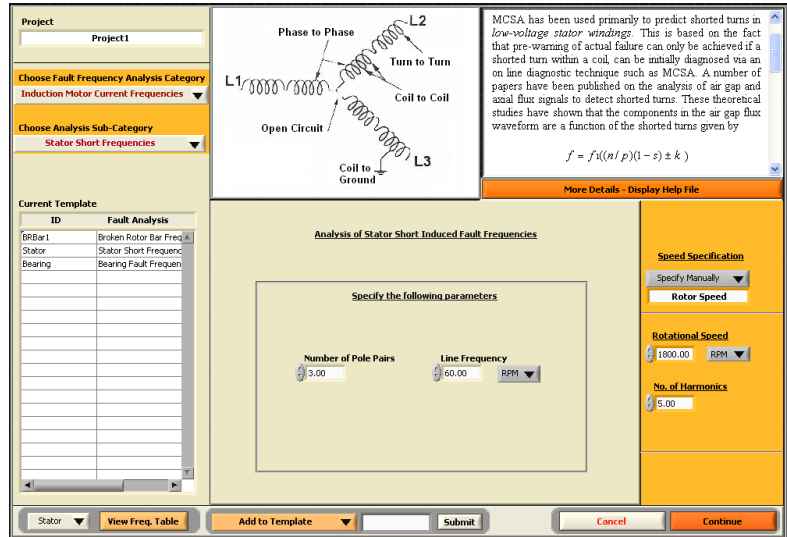 Project
Project1
Choose Fault Frequency Analysis Category
Induction Motor Current Frequencies
Choose Analysis Sub-Category
Stator Short Frequencies
Current Template
ID Fault Analysis
BRBar1 Broken Rotor Bar Freq
Stator Stator Short Frequenc
Bearing Bearing Fault Frequen
Stator
View Freq. Table
L2
Phase to Phase
Turn to Turn
L1
Coil to Coil
Open Circuit
L3
Coil to
Ground
MCSA has been used primarily to predict shorted turns in
low-voltage stator windings. This is based on the fact
that pre-warning of actual failure can only be achieved if a
shorted turn within a coil, can be initially diagnosed via an
on line diagnostic technique such as MCSA. A number of
papers have been published on the analysis of air gap and
axial flux signals to detect shorted turns. These theoretical
studies have shown that the components in the air gap flux
waveform are a function of the shorted turns given by
f = f1((n/p)(1-s) ± k )
More Details - Display Help File
Analysis of Stator Short Induced Fault Frequencies
Specify the following parameters
Number of Pole Pairs Line Frequency
3.00 60.00 RPM
Speed Specification
Specify Manually
Rotor Speed
Rotational Speed
1800.00 RPM
No. of Harmonics
5.00
Add to Template
Submit
Cancel
Continue